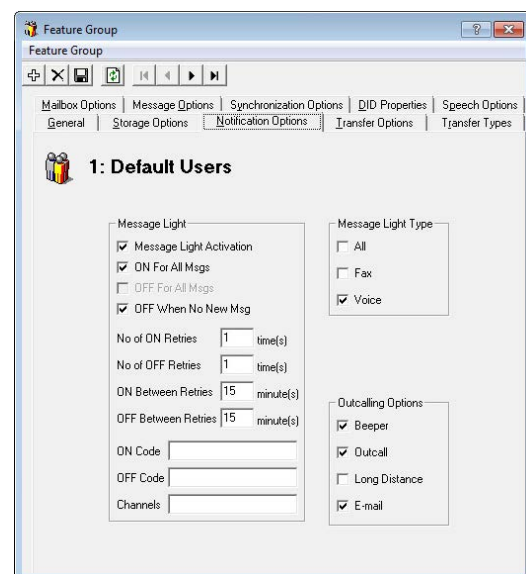 Feature Group
Feature Group
Mailbox Options Message Options Synchronization Options DID Properties Speech Options
General Storage Options Notification Options Transfer Options Transfer Types
1: Default Users
Message Light
Message Light Activation
ON For All Msgs
OFF For All Msgs
OFF When No New Msg
No of ON Retries 1 time(s)
No of OFF Retries 1 time(s)
ON Between Retries 15 minute(s)
OFF Between Retries 15 minute(s)
ON Code
OFF Code
Channels
Message Light Type
All
Fax
Voice
Outcalling Options
Beeper
Outcall
Long Distance
E-mail